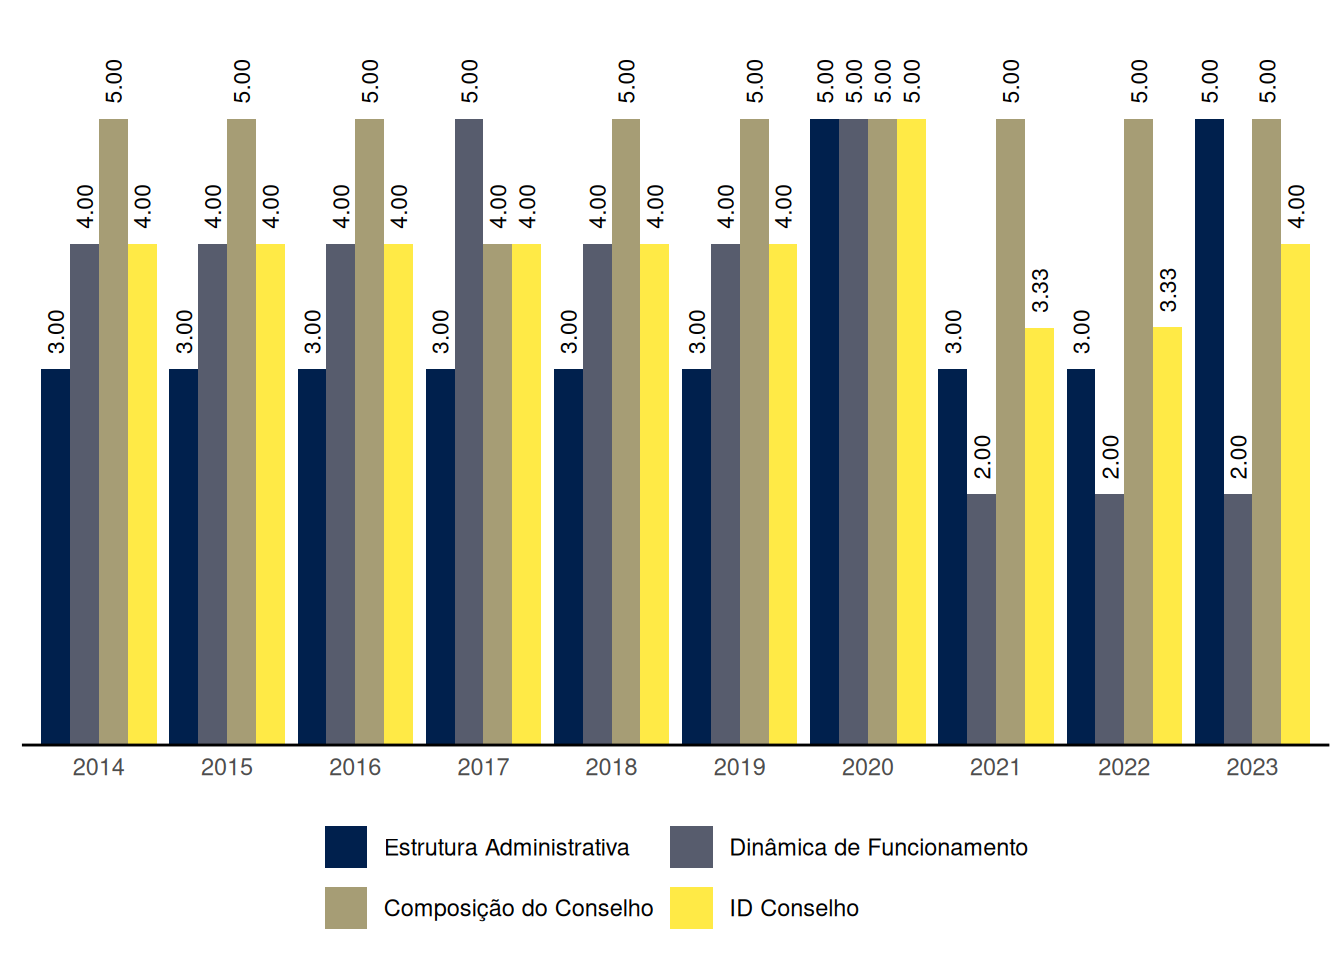 5.00 5.00 5.00 5.00 5.00 5.00 5.00 5.00 5.00 5.00 5.00 5.00 5.00 5.00
4.00 4.00 4.00 4.00 4.00 4.00 4.00 4.00 4.00 4.00 4.00 4.00 4.00
3.00 3.00 3.00 3.00 3.00 3.00 3.00 3.33 3.00 3.33
2.00 2.00 2.00
2014 2015 2016 2017 2018 2019 2020 2021 2022 2023
Estrutura Administrativa Dinâmica de Funcionamento
Composição do Conselho ID Conselho